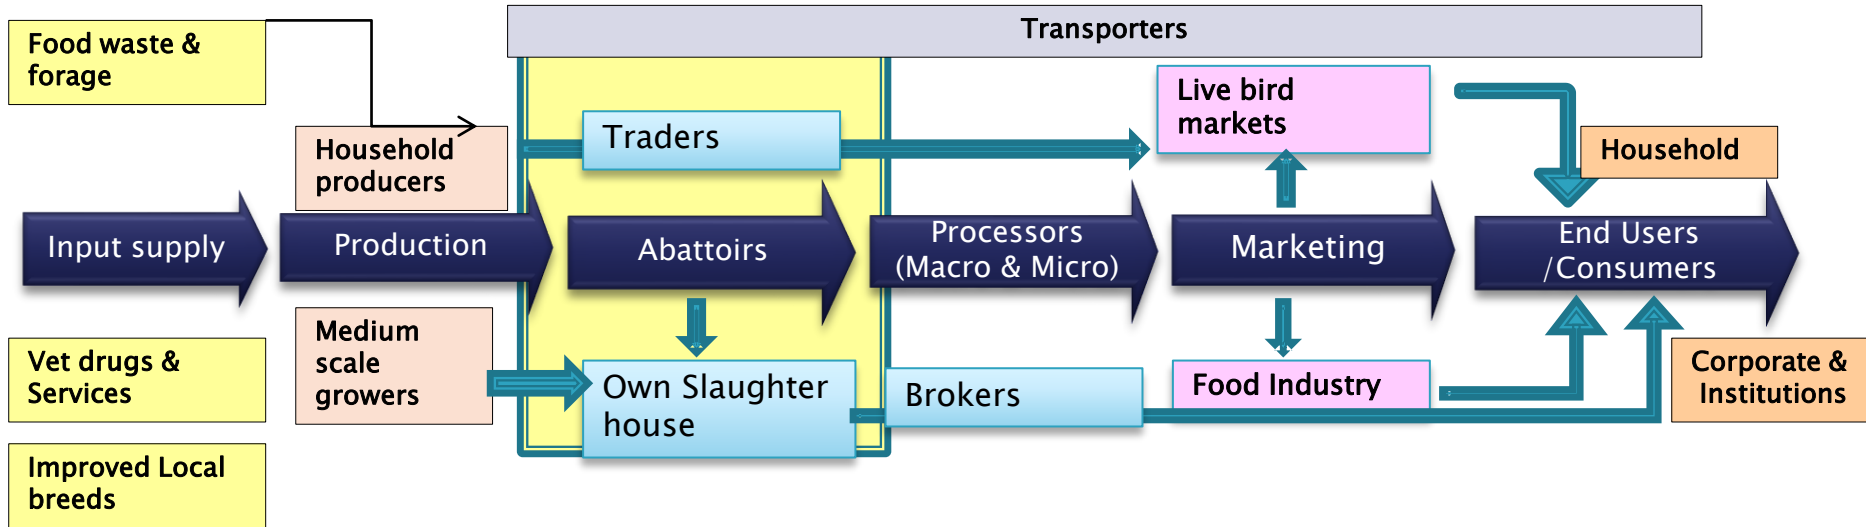 Transporters
Food waste &
forage
Live bird
markets
Traders
Household
producers
Household
Input supply
Production
Abattoirs
Processors
(Macro & Micro)
Marketing
End Users
/Consumers
Medium
scale
growers
Vet drugs &
Services
Own Slaughter
house
Brokers
Food Industry
Corporate &
Institutions
Improved Local
breeds